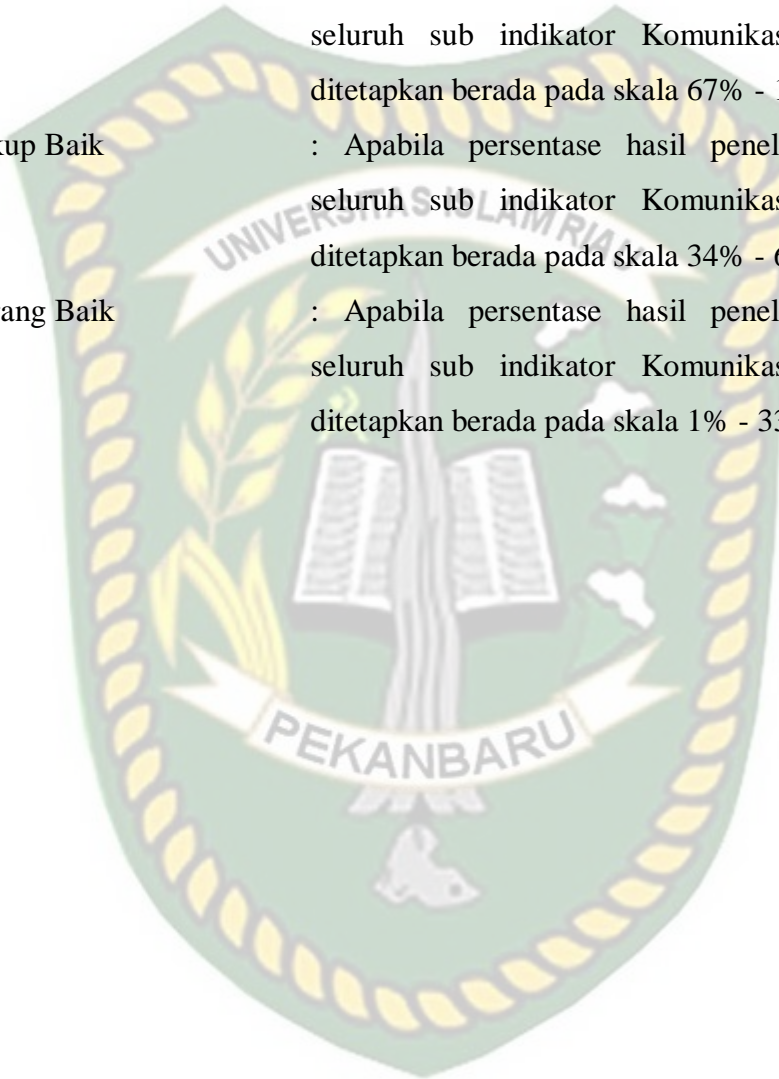 seluruh sub indikator Komunikas
ditetapkan berada pada skala 67% - 1
kup Baik : Apabila persentase hasil penel
seluruh sub indikator Komunikas
ditetapkan berada pada skala 34% - 6
rang Baik : Apabila persentase hasil penel
seluruh sub indikator Komunikas
ditetapkan berada pada skala 1% - 33
UNIVERSITAS ISLAM RIAU
PEKANBARU